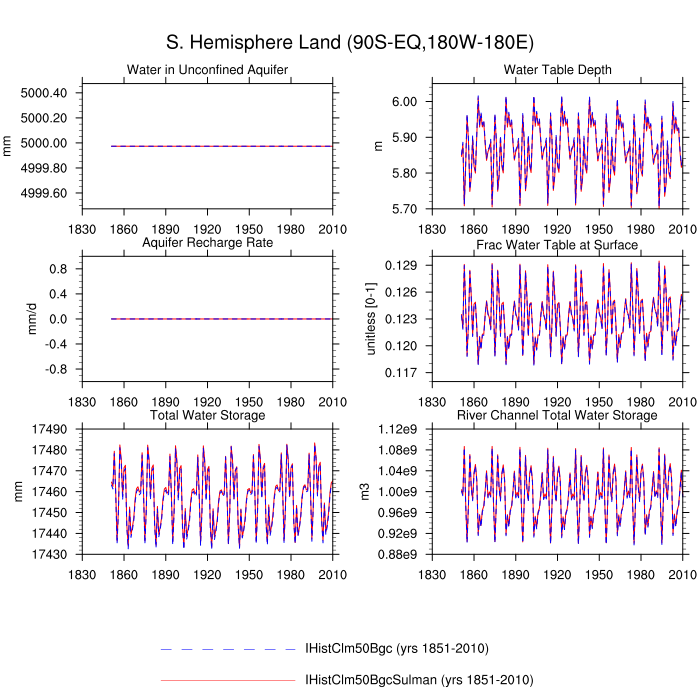 S. Hemisphere Land (90S-EQ,180W-180E)
Water in Unconfined Aquifer
Water Table Depth
5000.40
5000.20
5000.00
4999.80
4999.60
mm
1830 1860 1890 1920 1950 1980 2010
6.00
5.90
5.80
5.70
m
1830 1860 1890 1920 1950 1980 2010
Aquifer Recharge Rate
Frac Water Table at Surface
0.8
0.4
0.0
-0.4
-0.8
mm/d
1830 1860 1890 1920 1950 1980 2010
0.129
0.126
0.123
0.120
0.117
unitless [0-1]
1830 1860 1890 1920 1950 1980 2010
Total Water Storage
River Channel Total Water Storage
17490
17480
17470
17460
17450
17440
17430
mm
1830 1860 1890 1920 1950 1980 2010
1.12e9
1.08e9
1.04e9
1.00e9
0.96e9
0.92e9
0.88e9
m3
1830 1860 1890 1920 1950 1980 2010
IHistClm50Bgc (yrs 1851-2010)
IHistClm50BgcSulman (yrs 1851-2010)